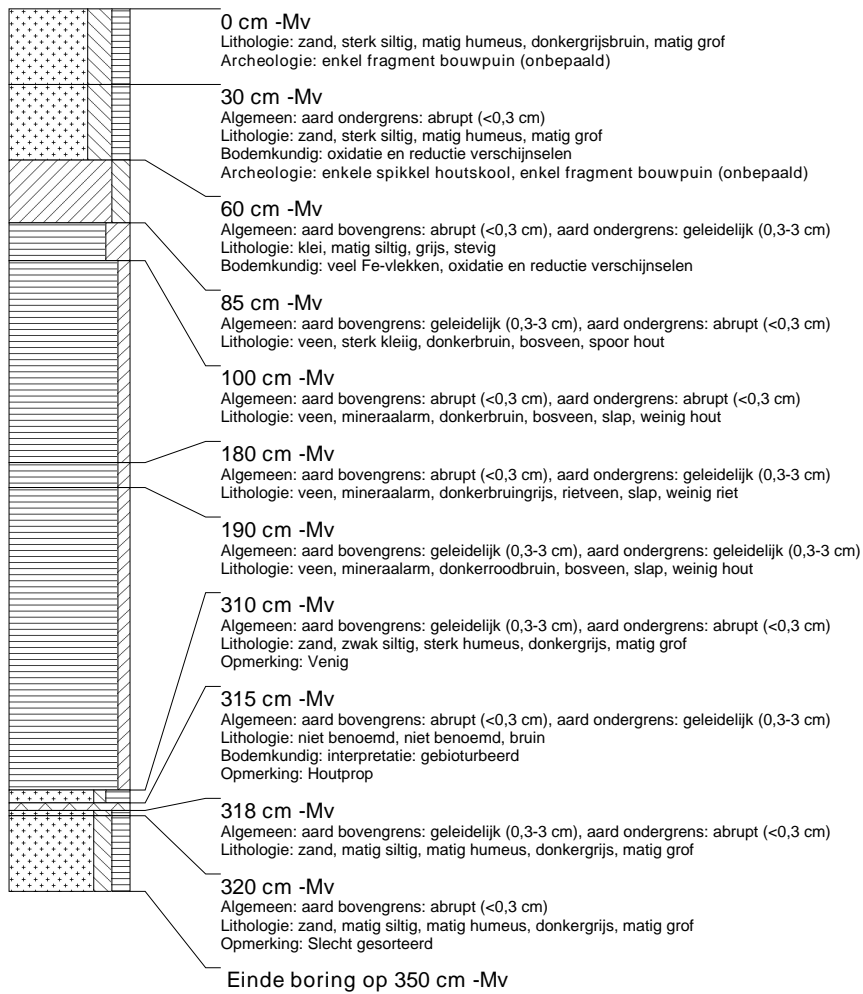 0 cm -Mv
Lithologie: zand, sterk siltig, matig humeus, donkergrijsbruin, matig grof
Archeologie: enkel fragment bouwpuin (onbepaald)
30 cm -Mv
Algemeen: aard ondergrens: abrupt (<0,3 cm)
Lithologie: zand, sterk siltig, matig humeus, matig grof
Bodemkundig: oxidatie en reductie verschijnselen
Archeologie: enkele spikkel houtskool, enkel fragment bouwpuin (onbepaald)
60 cm -Mv
Algemeen: aard bovengrens: abrupt (<0,3 cm), aard ondergrens: geleidelijk (0,3-3 cm)
Lithologie: klei, matig siltig, grijs, stevig
Bodemkundig: veel Fe-vlekken, oxidatie en reductie verschijnselen
85 cm -Mv
Algemeen: aard bovengrens: geleidelijk (0,3-3 cm), aard ondergrens: abrupt (<0,3 cm)
Lithologie: veen, sterk kleiig, donkerbruin, bosveen, spoor hout
100 cm -Mv
Algemeen: aard bovengrens: abrupt (<0,3 cm), aard ondergrens: abrupt (<0,3 cm)
Lithologie: veen, mineraalarm, donkerbruin, bosveen, slap, weinig hout
180 cm -Mv
Algemeen: aard bovengrens: abrupt (<0,3 cm), aard ondergrens: geleidelijk (0,3-3 cm)
Lithologie: veen, mineraalarm, donkerbruingrijs, rietveen, slap, weinig riet
190 cm -Mv
Algemeen: aard bovengrens: geleidelijk (0,3-3 cm), aard ondergrens: geleidelijk (0,3-3 cm)
Lithologie: veen, mineraalarm, donkerroodbruin, bosveen, slap, weinig hout
310 cm -Mv
Algemeen: aard bovengrens: geleidelijk (0,3-3 cm), aard ondergrens: abrupt (<0,3 cm)
Lithologie: zand, zwak siltig, sterk humeus, donkergrijs, matig grof
Opmerking: Venig
315 cm -Mv
Algemeen: aard bovengrens: abrupt (<0,3 cm), aard ondergrens: geleidelijk (0,3-3 cm)
Lithologie: niet benoemd, niet benoemd, bruin
Bodemkundig: interpretatie: gebioturbeerd
Opmerking: Houtprop
318 cm -Mv
Algemeen: aard bovengrens: geleidelijk (0,3-3 cm), aard ondergrens: abrupt (<0,3 cm)
Lithologie: zand, matig siltig, matig humeus, donkergrijs, matig grof
320 cm -Mv
Algemeen: aard bovengrens: abrupt (<0,3 cm)
Lithologie: zand, matig siltig, matig humeus, donkergrijs, matig grof
Opmerking: Slecht gesorteerd
Einde boring op 350 cm -Mv